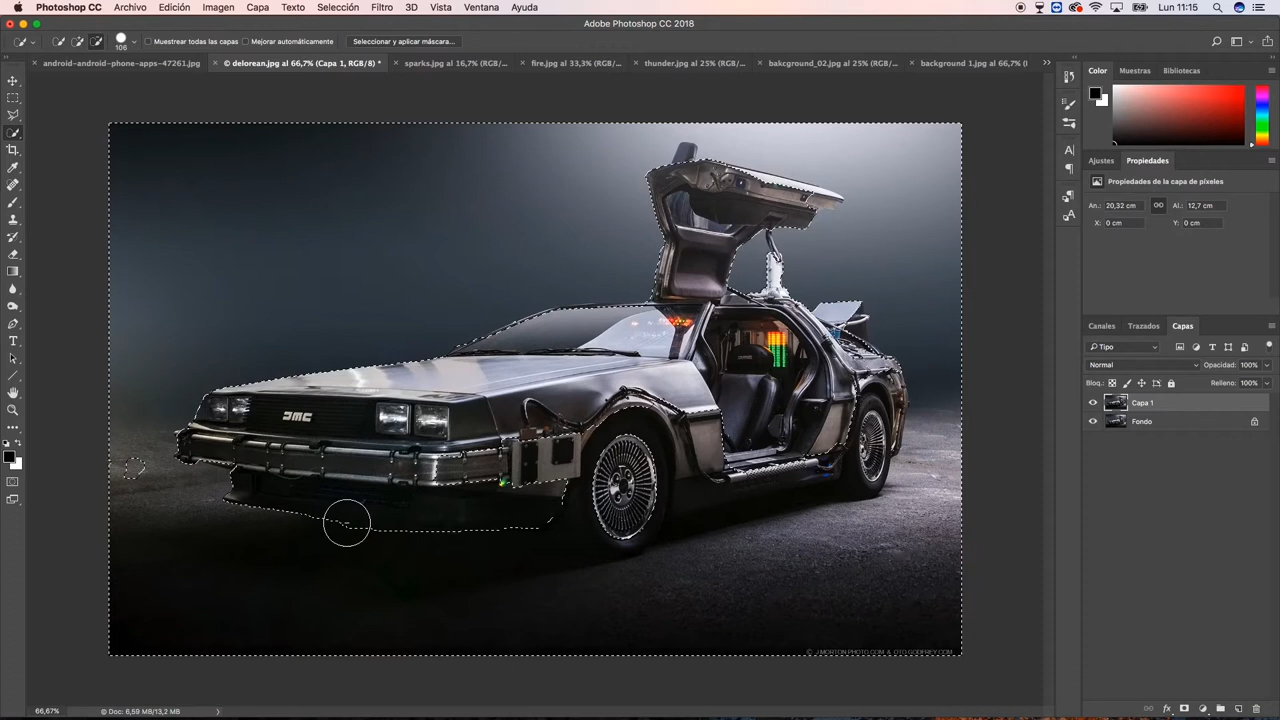 Photoshop CC Archivo Edición Imagen Capa Texto Selección Filtro 3D Vista Ventana Ayuda Lun 11:15
Adobe Photoshop CC 2018
106 Muestrear todas las capas Mejorar automáticamente Seleccionar y aplicar máscara...
android-android-phone-apps-47261.jpg
© delorean.jpg al 66,7% (Capa 1, RGB/8) *
sparks.jpg al 16,7% (RGB/...
fire.jpg al 33,3% (RGB/8...
thunder.jpg al 25% (RGB/...
bakcground_02.jpg al 25% (RGB/...
background 1.jpg al 66,7% (
Color Muestras Bibliotecas
Ajustes Propiedades
Propiedades de la capa de píxeles
An.: 20,32 cm Al.: 12,7 cm
X: 0 cm Y: 0 cm
Canales Trazados Capas
Tipo
Normal Opacidad: 100%
Bloq.: Relleno: 100%
Capa 1
Fondo
DMC
66,67% © Doc: 6,59 MB/13,2 MB